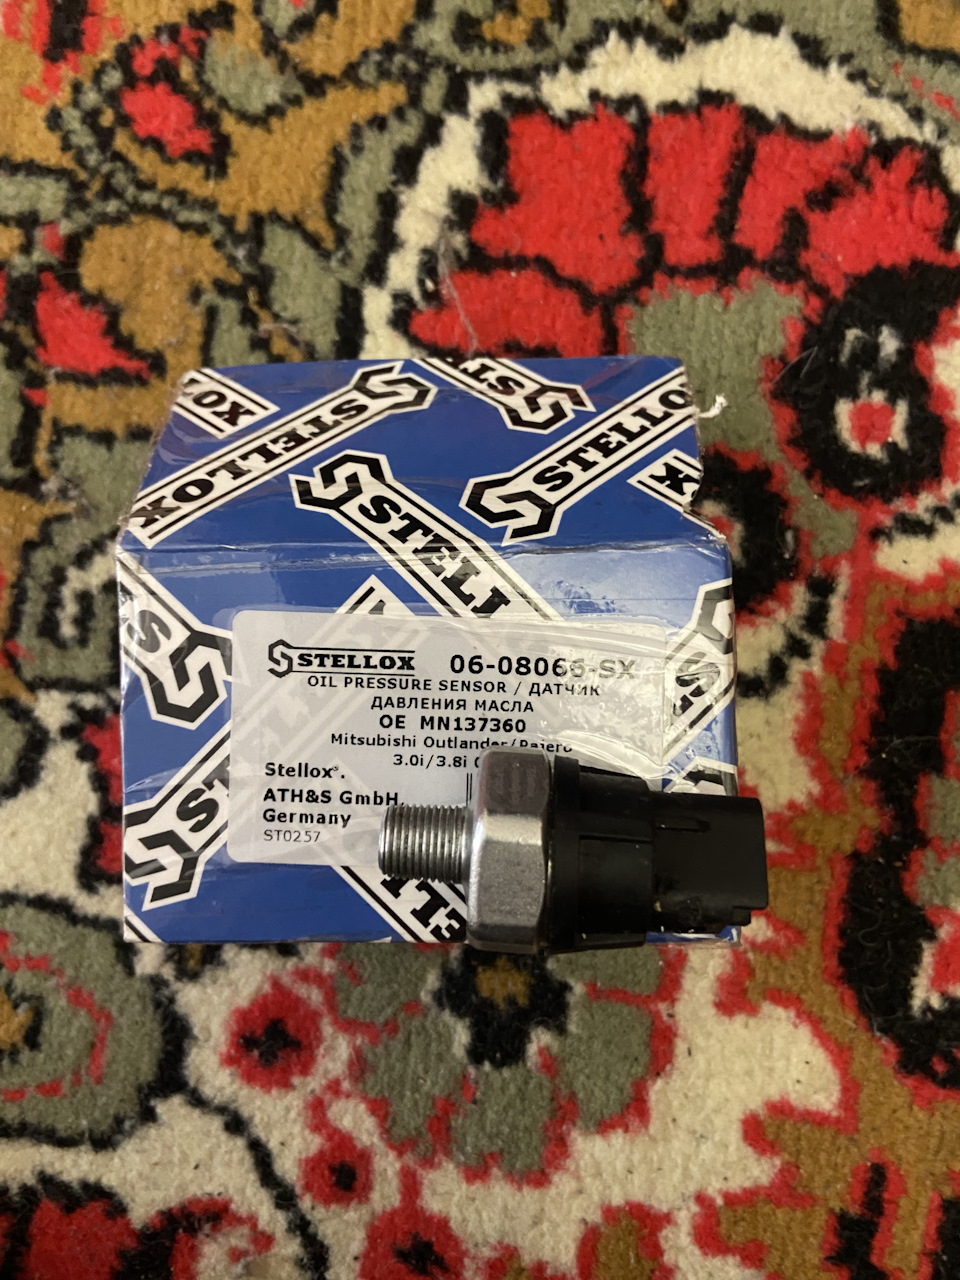 STELLOX
STELLOX
STELLOX
STELLOX 06-08066-SX
OIL PRESSURE SENSOR / ДАТЧИК
ДАВЛЕНИЯ МАСЛА
OE MN137360
Mitsubishi Outlander/Pajero
3.0i/3.8i
Stellox®.
ATH&S GmbH,
Germany
ST0257